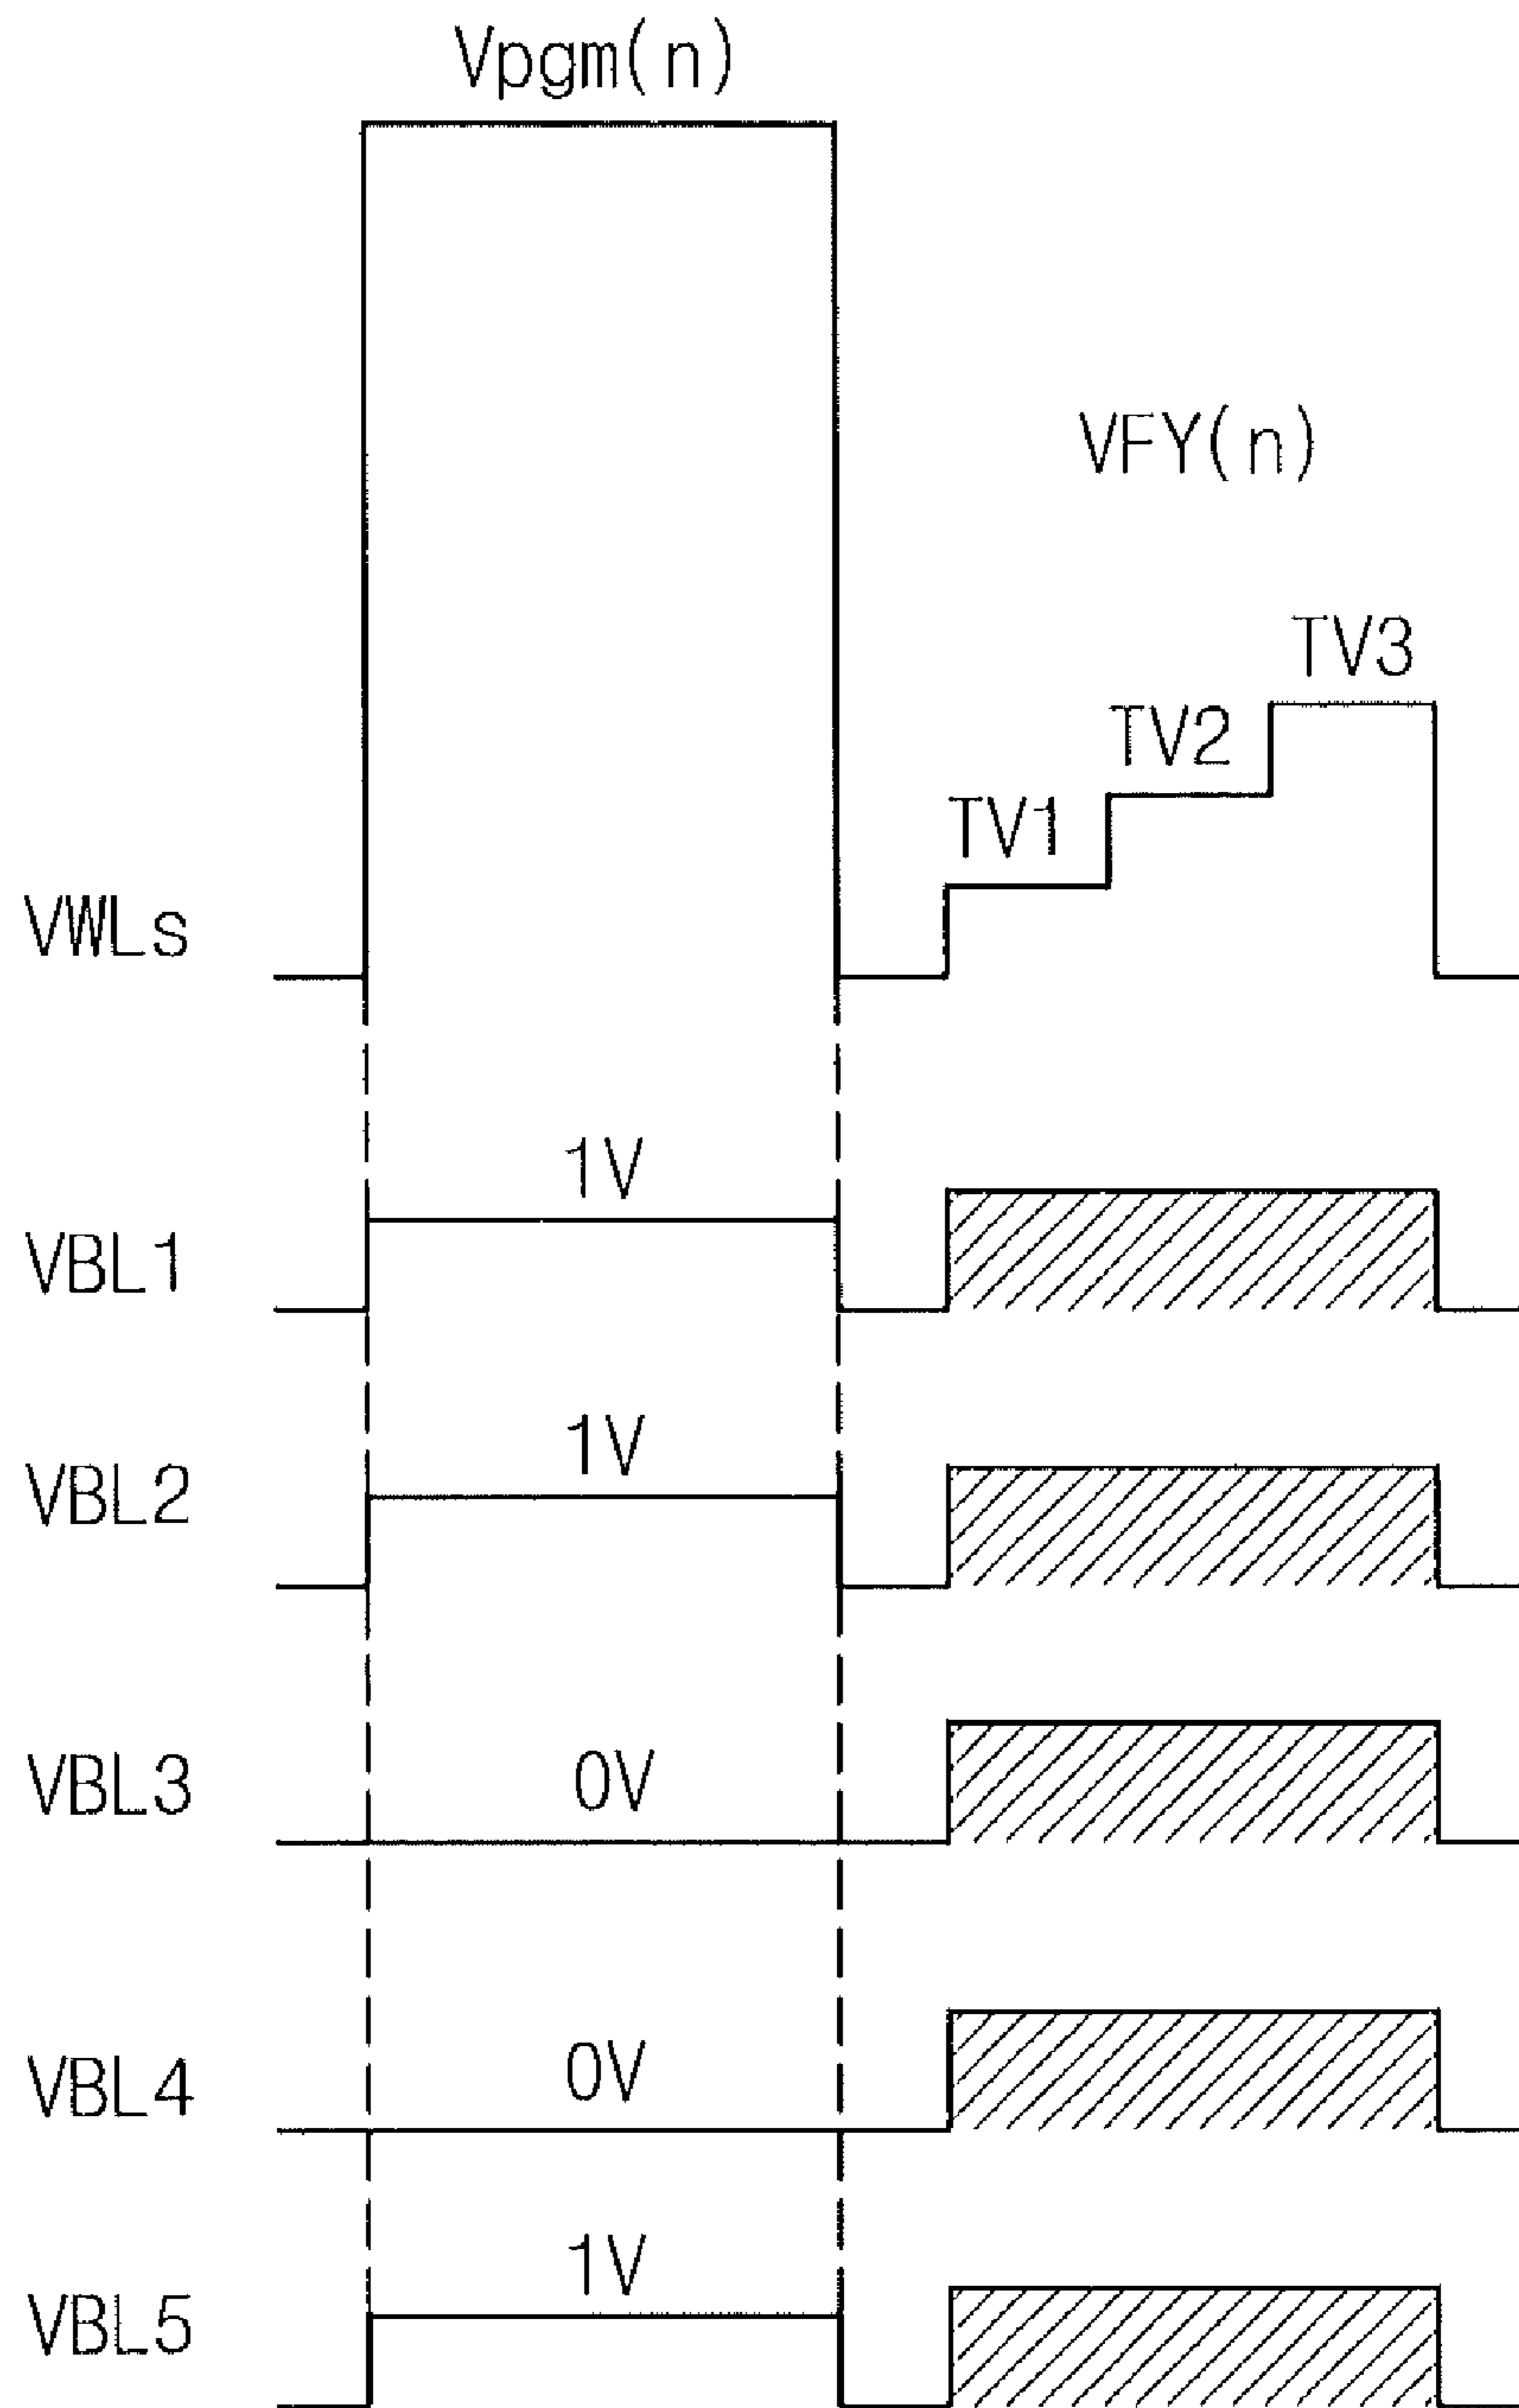 Vpgm(n)
VFY(n)
TV3
TV2
TV1
VWLs
1V
VBL1
1V
VBL2
0V
VBL3
0V
VBL4
1V
VBL5